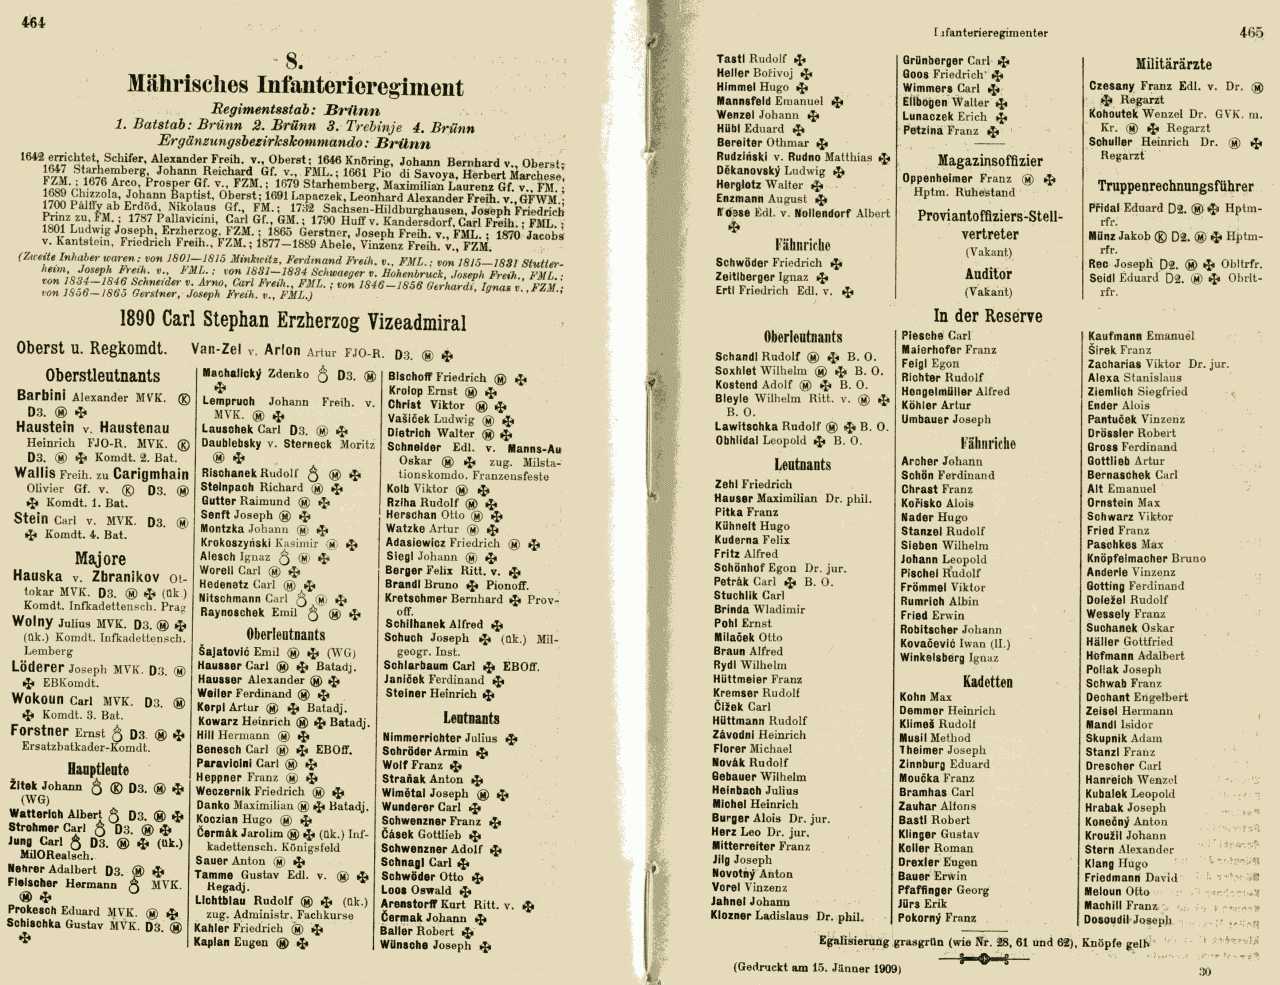 464
8.
Mährisches Infanterieregiment
Regimentsstab: Brünn
1. Batstab: Brünn 2. Brünn 3. Trebinje 4. Brünn
Ergänzungsbezirkskommando: Brünn
1642 errichtet, Schifer, Alexander Freih. v., Oberst; 1646 Knöring, Johann Bernhard v., Oberst;
1647 Starhemberg, Johann Reichard Gf. v., FML.; 1661 Pio di Savoya, Herbert Marchese,
FZM.; 1676 Arco, Prosper Gf. v., FZM.; 1679 Starhemberg, Maximilian Laurenz Gf. v., FM.;
1689 Chizzola, Johann Baptist, Oberst; 1691 Lapaczek, Leonhard Alexander Freih. v., GFWM.;
1700 Pálffy ab Erdöd, Nikolaus Gf., FM.; 1732 Sachsen-Hildburghausen, Joseph Friedrich
Prinz zu, FM.; 1787 Pallavicini, Carl Gf., GM.; 1790 Huff v. Kandersdorf, Carl Freih., FML.;
1801 Ludwig Joseph, Erzherzog, FZM.; 1865 Gerstner, Joseph Freih. v., FML.; 1870 Jacobs
v. Kantstein, Friedrich Freih., FZM.; 1877—1889 Abele, Vinzenz Freih. v., FZM.
(Zweite Inhaber waren: von 1801—1815 Minkwitz, Ferdinand Freih. v., FML.; von 1815—1831 Stutter-
heim, Joseph Freih. v., FML.; von 1831—1834 Schwaeger v. Hohenbruck, Joseph Freih., FML.;
von 1834—1846 Schneider v. Arno, Carl Freih., FML.; von 1846—1856 Gerhardi, Ignaz v., FZM.;
von 1856—1865 Gerstner, Joseph Freih. v., FML.)
1890 Carl Stephan Erzherzog Vizeadmiral
Oberst u. Regkomdt. Van-Zel v. Arlon Artur FJO-R. D3. Ⓜ ✠
Oberstleutnants
Barbini Alexander MVK. Ⓚ
D3. Ⓜ ✠
Haustein v. Haustenau
Heinrich FJO-R. MVK. Ⓚ
D3. Ⓜ ✠ Komdt. 2. Bat.
Wallis Freih. zu Carigmhain
Olivier Gf. v. Ⓚ D3. Ⓜ
✠ Komdt. 1. Bat.
Stein Carl v. MVK. D3. Ⓜ
✠ Komdt. 4. Bat.
Majore
Hauska v. Zbranikov Ot-
tokar MVK. D3. Ⓜ ✠ (ük.)
Komdt. Infkadettensch. Prag
Wolny Julius MVK. D3. Ⓜ ✠
(ük.) Komdt. Infkadettensch.
Lemberg
Löderer Joseph MVK. D3. Ⓜ
✠ EBKomdt.
Wokoun Carl MVK. D3. Ⓜ
✠ Komdt. 3. Bat.
Forstner Ernst D3. Ⓜ ✠
Ersatzbatkader-Komdt.
Hauptleute
Žitek Johann Ⓚ D3. Ⓜ ✠
(WG)
Watterich Albert D3. Ⓜ ✠
Strohmer Carl D3. Ⓜ ✠
Jung Carl D3. Ⓜ ✠ (ük.)
MilORealsch.
Nehrer Adalbert D3. Ⓜ ✠
Fleischer Hermann MVK.
Ⓜ ✠
Prokesch Eduard MVK. Ⓜ ✠
Schischka Gustav MVK. D3. Ⓜ
✠
Machalický Zdenko D3. Ⓜ
✠
Lempruch Johann Freih. v.
MVK. Ⓜ ✠
Lauschek Carl D3. Ⓜ ✠
Daublebsky v. Sterneck Moritz
Ⓜ ✠
Rischanek Rudolf Ⓜ ✠
Steinpach Richard Ⓜ ✠
Gutter Raimund Ⓜ ✠
Senft Joseph Ⓜ ✠
Montzka Johann Ⓜ ✠
Krokoszyński Kasimir Ⓜ ✠
Alesch Ignaz Ⓜ ✠
Worell Carl Ⓜ ✠
Hedenetz Carl Ⓜ ✠
Nitschmann Carl Ⓜ ✠
Raynoschek Emil Ⓜ ✠
Oberleutnants
Šajatović Emil Ⓜ ✠ (WG)
Hausser Carl Ⓜ ✠ Batadj.
Hausser Alexander Ⓜ ✠
Weiler Ferdinand Ⓜ ✠
Kerpl Artur Ⓜ ✠ Batadj.
Kowarz Heinrich Ⓜ ✠ Batadj.
Hill Hermann Ⓜ ✠
Benesch Carl Ⓜ ✠ EBOff.
Paravicini Carl Ⓜ ✠
Heppner Franz Ⓜ ✠
Weczernik Friedrich Ⓜ ✠
Danko Maximilian Ⓜ ✠ Batadj.
Koczian Hugo Ⓜ ✠
Čermák Jarolim Ⓜ ✠ (ük.) Inf-
kadettensch. Königsfeld
Sauer Anton Ⓜ ✠
Tamme Gustav Edl. v. Ⓜ ✠
Regadj.
Lichtblau Rudolf Ⓜ ✠ (ük.)
zug. Administr. Fachkurse
Kahler Friedrich Ⓜ ✠
Kaplan Eugen Ⓜ ✠
Bischoff Friedrich Ⓜ ✠
Krolop Ernst Ⓜ ✠
Christ Viktor Ⓜ ✠
Vašiček Ludwig Ⓜ ✠
Dietrich Walter Ⓜ ✠
Schneider Edl. v. Manns-Au
Oskar Ⓜ ✠ zug. Milsta-
tionskomdo. Franzensfeste
Kolb Viktor Ⓜ ✠
Rziha Rudolf Ⓜ ✠
Herschan Otto Ⓜ ✠
Watzke Artur Ⓜ ✠
Adasiewicz Friedrich Ⓜ ✠
Siegl Johann Ⓜ ✠
Berger Felix Ritt. v. ✠
Brandl Bruno ✠ Pionoff.
Kretschmer Bernhard ✠ Prov-
off.
Schilhanek Alfred ✠
Schuch Joseph ✠ (ük.) Mil-
geogr. Inst.
Schlarbaum Carl ✠ EBOff.
Janiček Ferdinand ✠
Steiner Heinrich ✠
Leutnants
Nimmerrichter Julius ✠
Schröder Armin ✠
Wolf Franz ✠
Straňak Anton ✠
Wimětal Joseph Ⓜ ✠
Wunderer Carl ✠
Schwenzner Franz ✠
Čásek Gottlieb ✠
Schwenzner Adolf ✠
Schnagl Carl ✠
Schwöder Otto ✠
Loos Oswald ✠
Arenstorff Kurt Ritt. v. ✠
Čermak Johann ✠
Baller Robert ✠
Wünsche Joseph ✠
Infanterieregimenter
465
Tastl Rudolf ✠
Heller Bořivoj ✠
Himmel Hugo ✠
Mannsfeld Emanuel ✠
Wenzel Johann ✠
Hübl Eduard ✠
Bereiter Othmar ✠
Rudziński v. Rudno Matthias ✠
Děkanovský Ludwig ✠
Herglotz Walter ✠
Enzmann August ✠
Edl. v. Nollendorf Albert
✠
Fähnriche
Schwöder Friedrich ✠
Zeitlberger Ignaz ✠
Ertl Friedrich Edl. v. ✠
Grünberger Carl ✠
Goos Friedrich ✠
Wimmers Carl ✠
Ellbogen Walter ✠
Lunaczek Erich ✠
Petzina Franz ✠
Magazinsoffizier
Oppenheimer Franz Ⓜ ✠
Hptm. Ruhestand
Proviantoffiziers-Stell-
vertreter
(Vakant)
Auditor
(Vakant)
Militärärzte
Czesany Franz Edl. v. Dr. Ⓜ
✠ Regarzt
Kohoutek Wenzel Dr. GVK. m.
Kr. Ⓜ ✠ Regarzt
Schuller Heinrich Dr. Ⓜ ✠
Regarzt
Truppenrechnungsführer
Přidal Eduard D2. Ⓜ ✠ Hptm-
rfr.
Münz Jakob Ⓚ D2. Ⓜ ✠ Hptm-
rfr.
Rec Joseph D2. Ⓜ ✠ Obltrfr.
Seidl Eduard D2. Ⓜ ✠ Oblrlt-
rfr.
In der Reserve
Oberleutnants
Schandl Rudolf Ⓜ ✠ B. O.
Soxhlet Wilhelm Ⓜ ✠ B. O.
Kostend Adolf Ⓜ ✠ B. O.
Bleyle Wilhelm Ritt. v. Ⓜ ✠
B. O.
Lawitschka Rudolf Ⓜ ✠ B. O.
Obhlidal Leopold ✠ B. O.
Leutnants
Zehl Friedrich
Hauser Maximilian Dr. phil.
Pitka Franz
Kühnelt Hugo
Kuderna Felix
Fritz Alfred
Schönhof Egon Dr. jur.
Petrák Carl ✠ B. O.
Stuchlik Carl
Brinda Wladimir
Pohl Ernst
Milaček Otto
Braun Alfred
Rydl Wilhelm
Hüttmeier Franz
Kremser Rudolf
Čižek Carl
Hüttmann Rudolf
Závodni Heinrich
Florer Michael
Novák Rudolf
Gebauer Wilhelm
Heinbach Julius
Michel Heinrich
Burger Alois Dr. jur.
Herz Leo Dr. jur.
Mitterreiter Franz
Jilg Joseph
Novotný Anton
Vorel Vinzenz
Jahnel Johann
Klozner Ladislaus Dr. phil.
Plesche Carl
Maierhofer Franz
Feigl Egon
Richter Rudolf
Hengelmüller Alfred
Köhler Artur
Umbauer Joseph
Fähnriche
Archer Johann
Schön Ferdinand
Chrast Franz
Kořisko Alois
Nader Hugo
Stanzel Rudolf
Sieben Wilhelm
Johann Leopold
Pischel Rudolf
Frömmel Viktor
Rumrich Albin
Fried Erwin
Robitscher Johann
Kovačević Iwan (II.)
Winkelsberg Ignaz
Kadetten
Kohn Max
Demmer Heinrich
Klimeš Rudolf
Musil Method
Theimer Joseph
Zinnburg Eduard
Moučka Franz
Bramhas Carl
Zauhar Alfons
Bastl Robert
Klinger Gustav
Koller Roman
Drexler Eugen
Bauer Erwin
Pfaffinger Georg
Jürs Erik
Pokorný Franz
Kaufmann Emanuel
Širek Franz
Zacharias Viktor Dr. jur.
Alexa Stanislaus
Ziemlich Siegfried
Ender Alois
Pantuček Vinzenz
Drössler Robert
Gross Ferdinand
Gottlieb Artur
Bernaschek Carl
Alt Emanuel
Ornstein Max
Schwarz Viktor
Fried Franz
Paschkes Max
Knöpfelmacher Bruno
Anderle Vinzenz
Gotting Ferdinand
Doležel Rudolf
Wessely Franz
Suchanek Oskar
Häller Gottfried
Hofmann Adalbert
Pollak Joseph
Schwab Franz
Dechant Engelbert
Zeisel Hermann
Mandl Isidor
Skupnik Adam
Stanzl Franz
Drescher Carl
Hanreich Wenzel
Kubalek Leopold
Hrabak Joseph
Konečný Anton
Kroužil Johann
Stern Alexander
Klang Hugo
Friedmann David
Meloun Otto
Machill Franz
Dosoudil Joseph
Egalisierung grasgrün (wie Nr. 28, 61 und 62), Knöpfe gelb
(Gedruckt am 15. Jänner 1909)
30